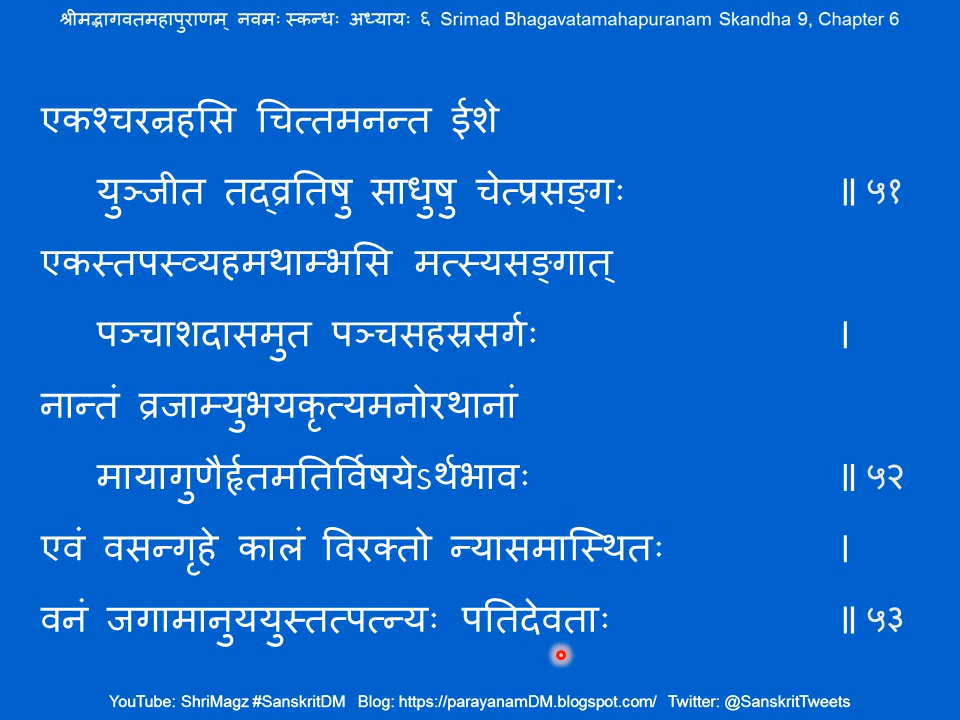 श्रीमद्भागवतमहापुराणम् नवमः स्कन्धः अध्यायः ६ Srimad Bhagavatamahapuranam Skandha 9, Chapter 6
एकश्चरन्रहसि चित्तमनन्त ईशे
युञ्जीत तद्व्रतिषु साधुषु चेत्प्रसङ्गः ॥ ५१
एकस्तपस्व्यहमथाम्भसि मत्स्यसङ्गात्
पञ्चाशदासमुत पञ्चसहस्रसर्गः ।
नान्तं व्रजाम्युभयकृत्यमनोरथानां
मायागुणैर्हृतमतिर्विषयेऽर्थभावः ॥ ५२
एवं वसन्गृहे कालं विरक्तो न्यासमास्थितः ।
वनं जगामानुययुस्तत्पत्न्यः पतिदेवताः ॥ ५३
YouTube: ShriMagz #SanskritDM Blog: https://parayanamDM.blogspot.com/ Twitter: @SanskritTweets